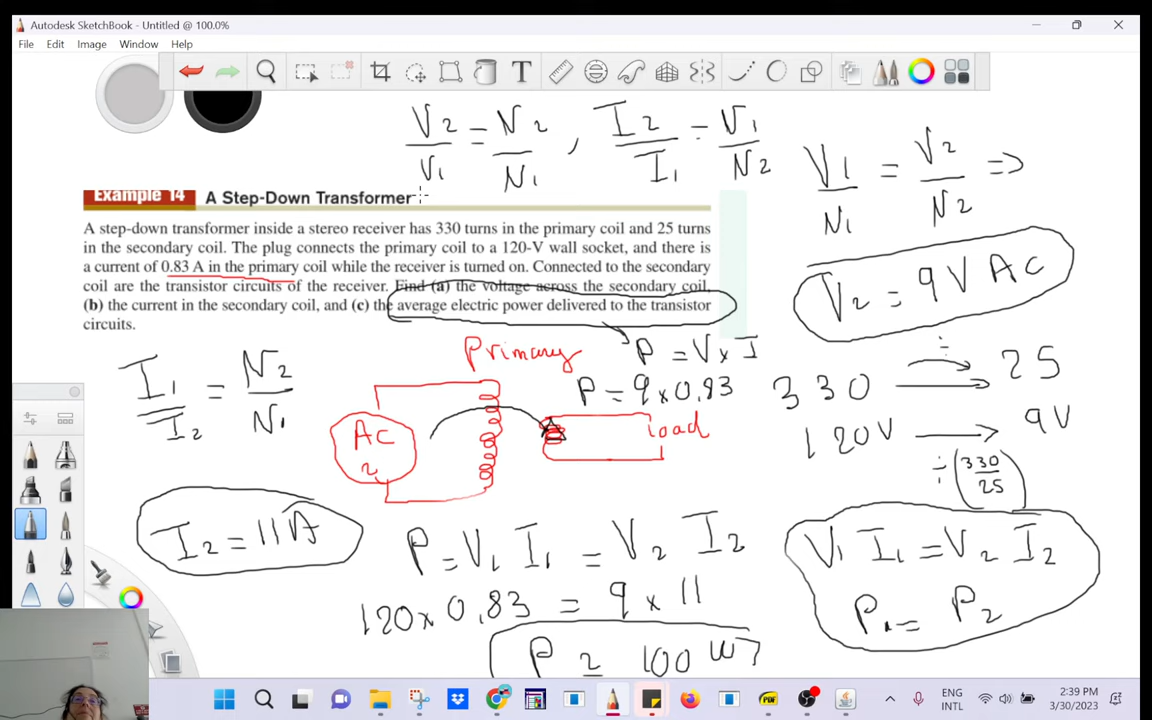 Autodesk SketchBook - Untitled @ 100.0%
File Edit Image Window Help
V2/V1 = N2/N1 , I2/I1 = V1/N2
V1/N1 = V2/N2 =>
V2 = 9V AC
Example 14 A Step-Down Transformer
A step-down transformer inside a stereo receiver has 330 turns in the primary coil and 25 turns
in the secondary coil. The plug connects the primary coil to a 120-V wall socket, and there is
a current of 0.83 A in the primary coil while the receiver is turned on. Connected to the secondary
coil are the transistor circuits of the receiver. Find (a) the voltage across the secondary coil,
(b) the current in the secondary coil, and (c) the average electric power delivered to the transistor
circuits.
P = V x I
P = 9 x 0.83
Primary
AC
load
I1/I2 = N2/N1
÷
330 → 25
120V → 9V
÷ (330/25)
I2 = 11A
P = V1 I1 = V2 I2
120 x 0.83 = 9 x 11
P = 100 W
V1 I1 = V2 I2
P1 = P2
ENG
INTL
2:39 PM
3/30/2023